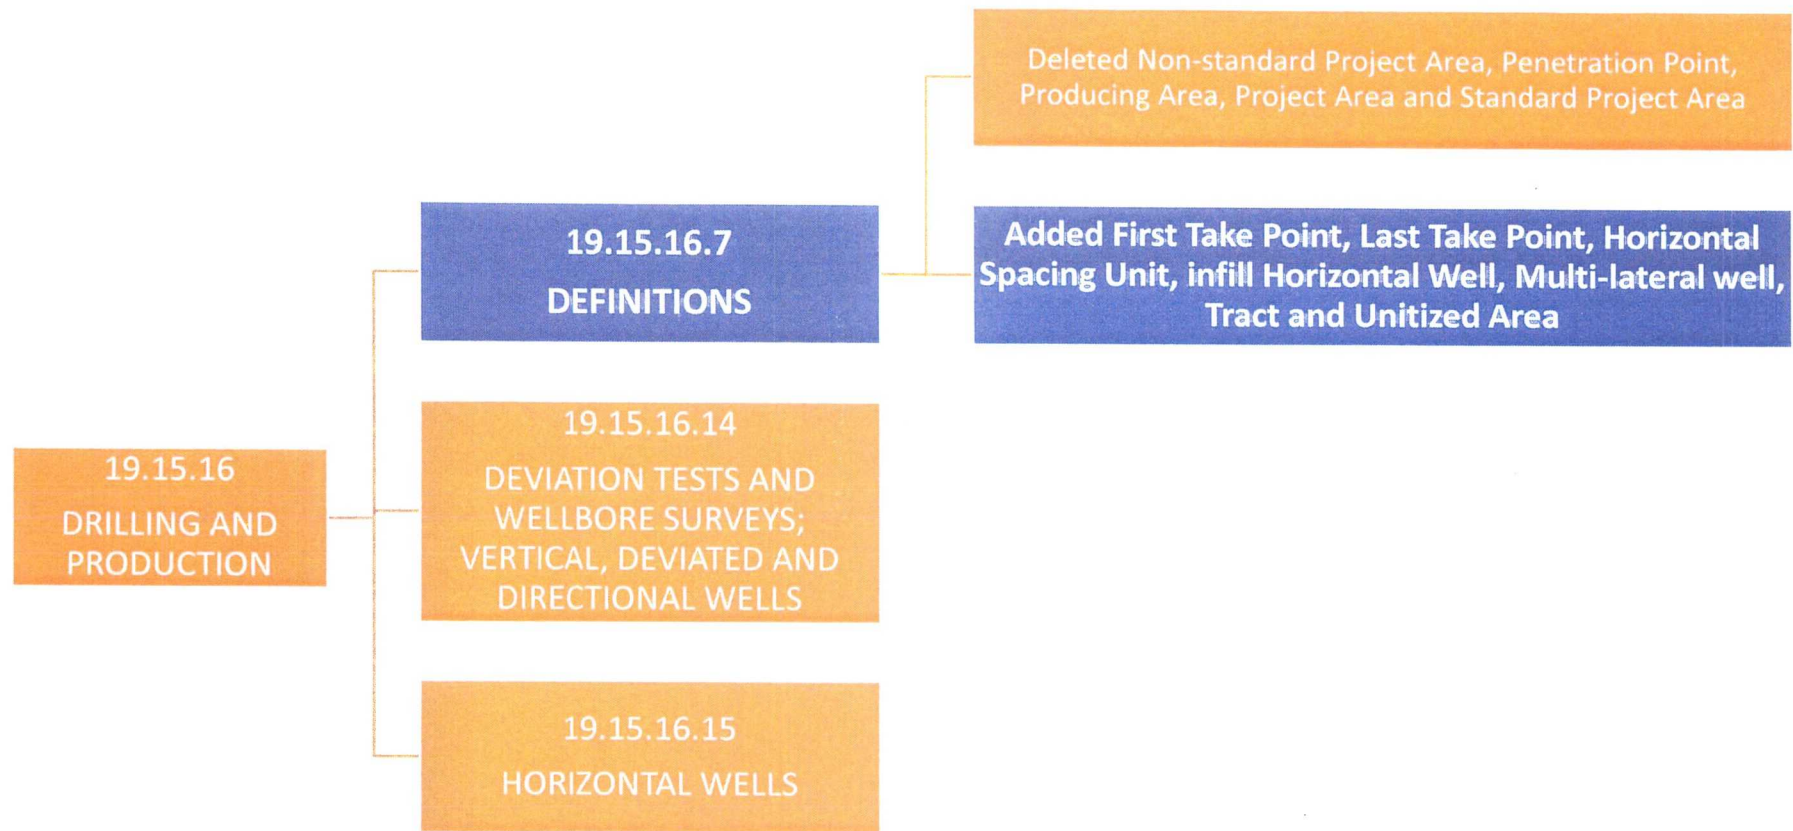 Deleted Non-standard Project Area, Penetration Point,
Producing Area, Project Area and Standard Project Area
19.15.16.7
DEFINITIONS
Added First Take Point, Last Take Point, Horizontal
Spacing Unit, infill Horizontal Well, Multi-lateral well,
Tract and Unitized Area
19.15.16
DRILLING AND
PRODUCTION
19.15.16.14
DEVIATION TESTS AND
WELLBORE SURVEYS;
VERTICAL, DEVIATED AND
DIRECTIONAL WELLS
19.15.16.15
HORIZONTAL WELLS